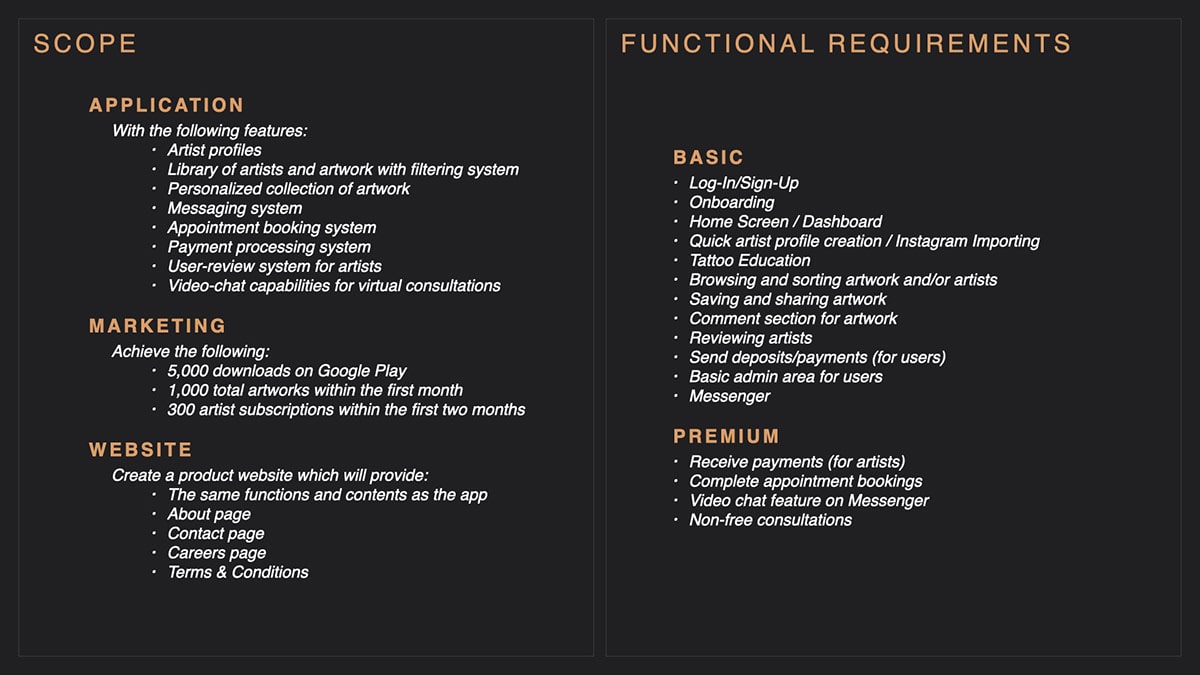 SCOPE
APPLICATION
With the following features:
· Artist profiles
· Library of artists and artwork with filtering system
· Personalized collection of artwork
· Messaging system
· Appointment booking system
· Payment processing system
· User-review system for artists
· Video-chat capabilities for virtual consultations
MARKETING
Achieve the following:
· 5,000 downloads on Google Play
· 1,000 total artworks within the first month
· 300 artist subscriptions within the first two months
WEBSITE
Create a product website which will provide:
· The same functions and contents as the app
· About page
· Contact page
· Careers page
· Terms & Conditions
FUNCTIONAL REQUIREMENTS
BASIC
· Log-In/Sign-Up
· Onboarding
· Home Screen / Dashboard
· Quick artist profile creation / Instagram Importing
· Tattoo Education
· Browsing and sorting artwork and/or artists
· Saving and sharing artwork
· Comment section for artwork
· Reviewing artists
· Send deposits/payments (for users)
· Basic admin area for users
· Messenger
PREMIUM
· Receive payments (for artists)
· Complete appointment bookings
· Video chat feature on Messenger
· Non-free consultations